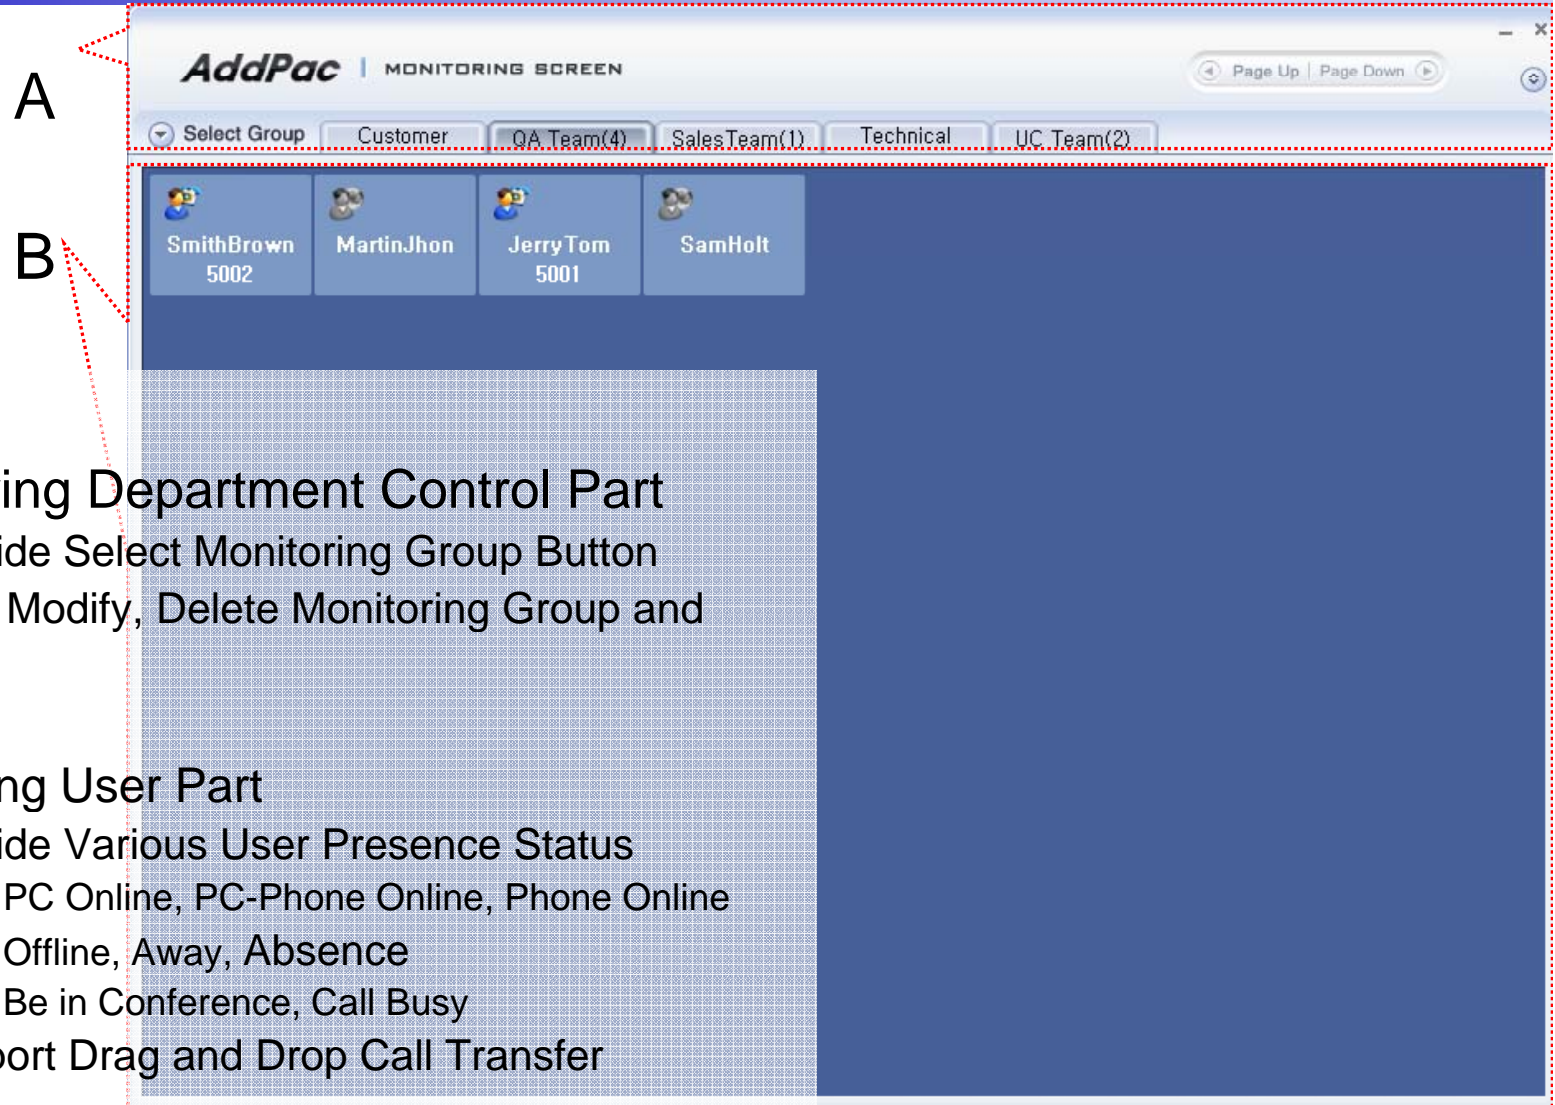 A
AddPac | MONITORING SCREEN
Page Up | Page Down
Select Group Customer QA Team(4) SalesTeam(1) Technical UC Team(2)
B
SmithBrown 5002
MartinJhon
JerryTom 5001
SamHolt
ing Department Control Part
ide Select Monitoring Group Button
Modify, Delete Monitoring Group and
ng User Part
ide Various User Presence Status
PC Online, PC-Phone Online, Phone Online
Offline, Away, Absence
Be in Conference, Call Busy
ort Drag and Drop Call Transfer